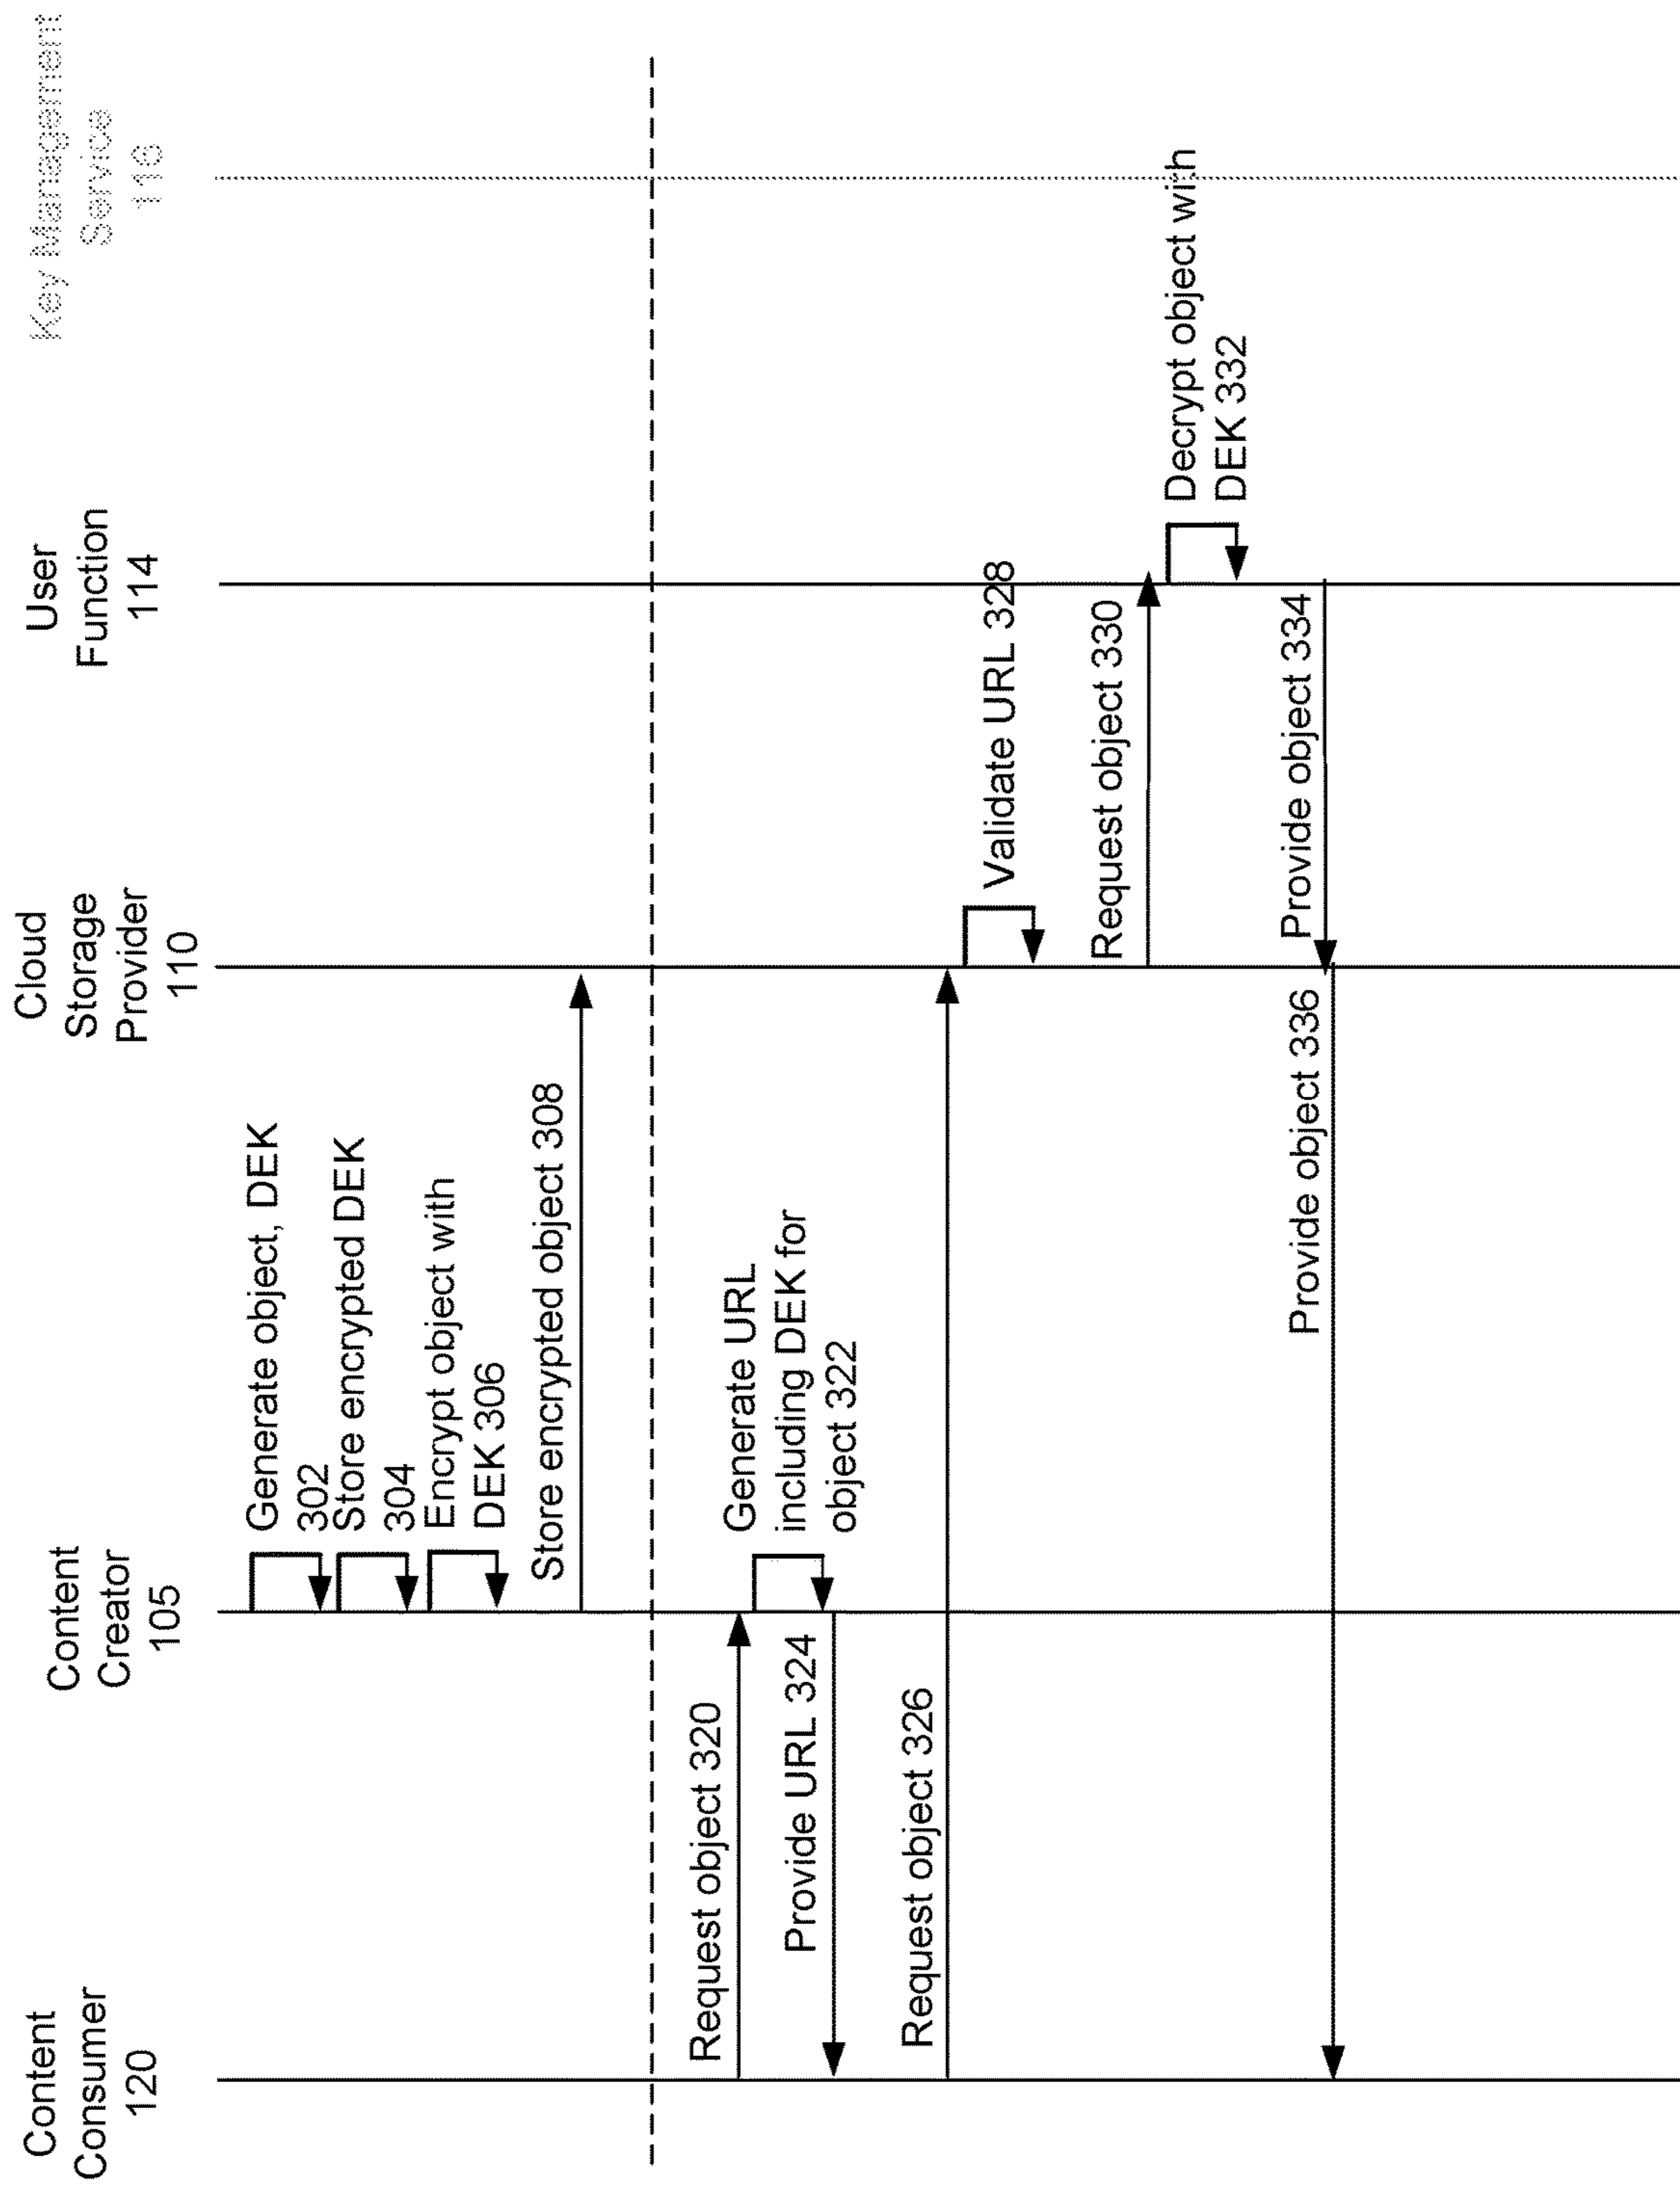 Content
Consumer
120
Content
Creator
105
Cloud
Storage
Provider
110
User
Function
114
Key Management
Service
116
Generate object, DEK
302
Store encrypted DEK
304
Encrypt object with
DEK 306
Store encrypted object 308
Request object 320
Generate URL
including DEK for
object 322
Provide URL 324
Request object 326
Validate URL 328
Request object 330
Decrypt object with
DEK 332
Provide object 334
Provide object 336